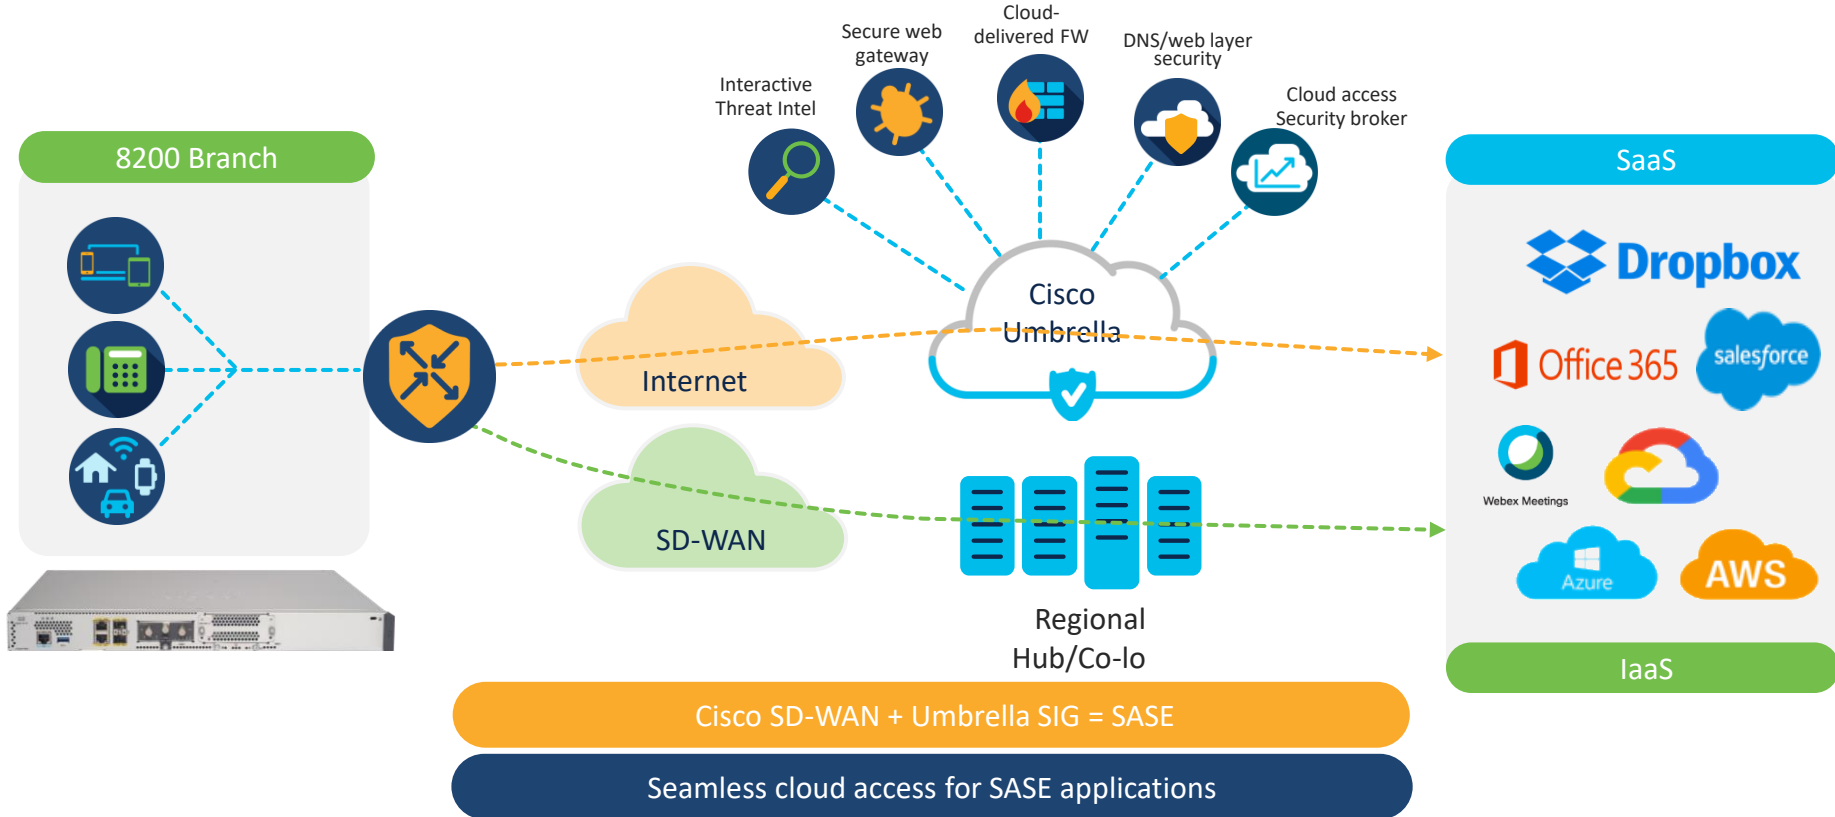 Cloud-
delivered FW
Secure web
gateway
DNS/web layer
security
Interactive
Threat Intel
Cloud access
Security broker
8200 Branch
SaaS
Dropbox
Cisco
Umbrella
Internet
Office 365
salesforce
Webex Meetings
SD-WAN
Azure
AWS
Regional
Hub/Co-lo
IaaS
Cisco SD-WAN + Umbrella SIG = SASE
Seamless cloud access for SASE applications